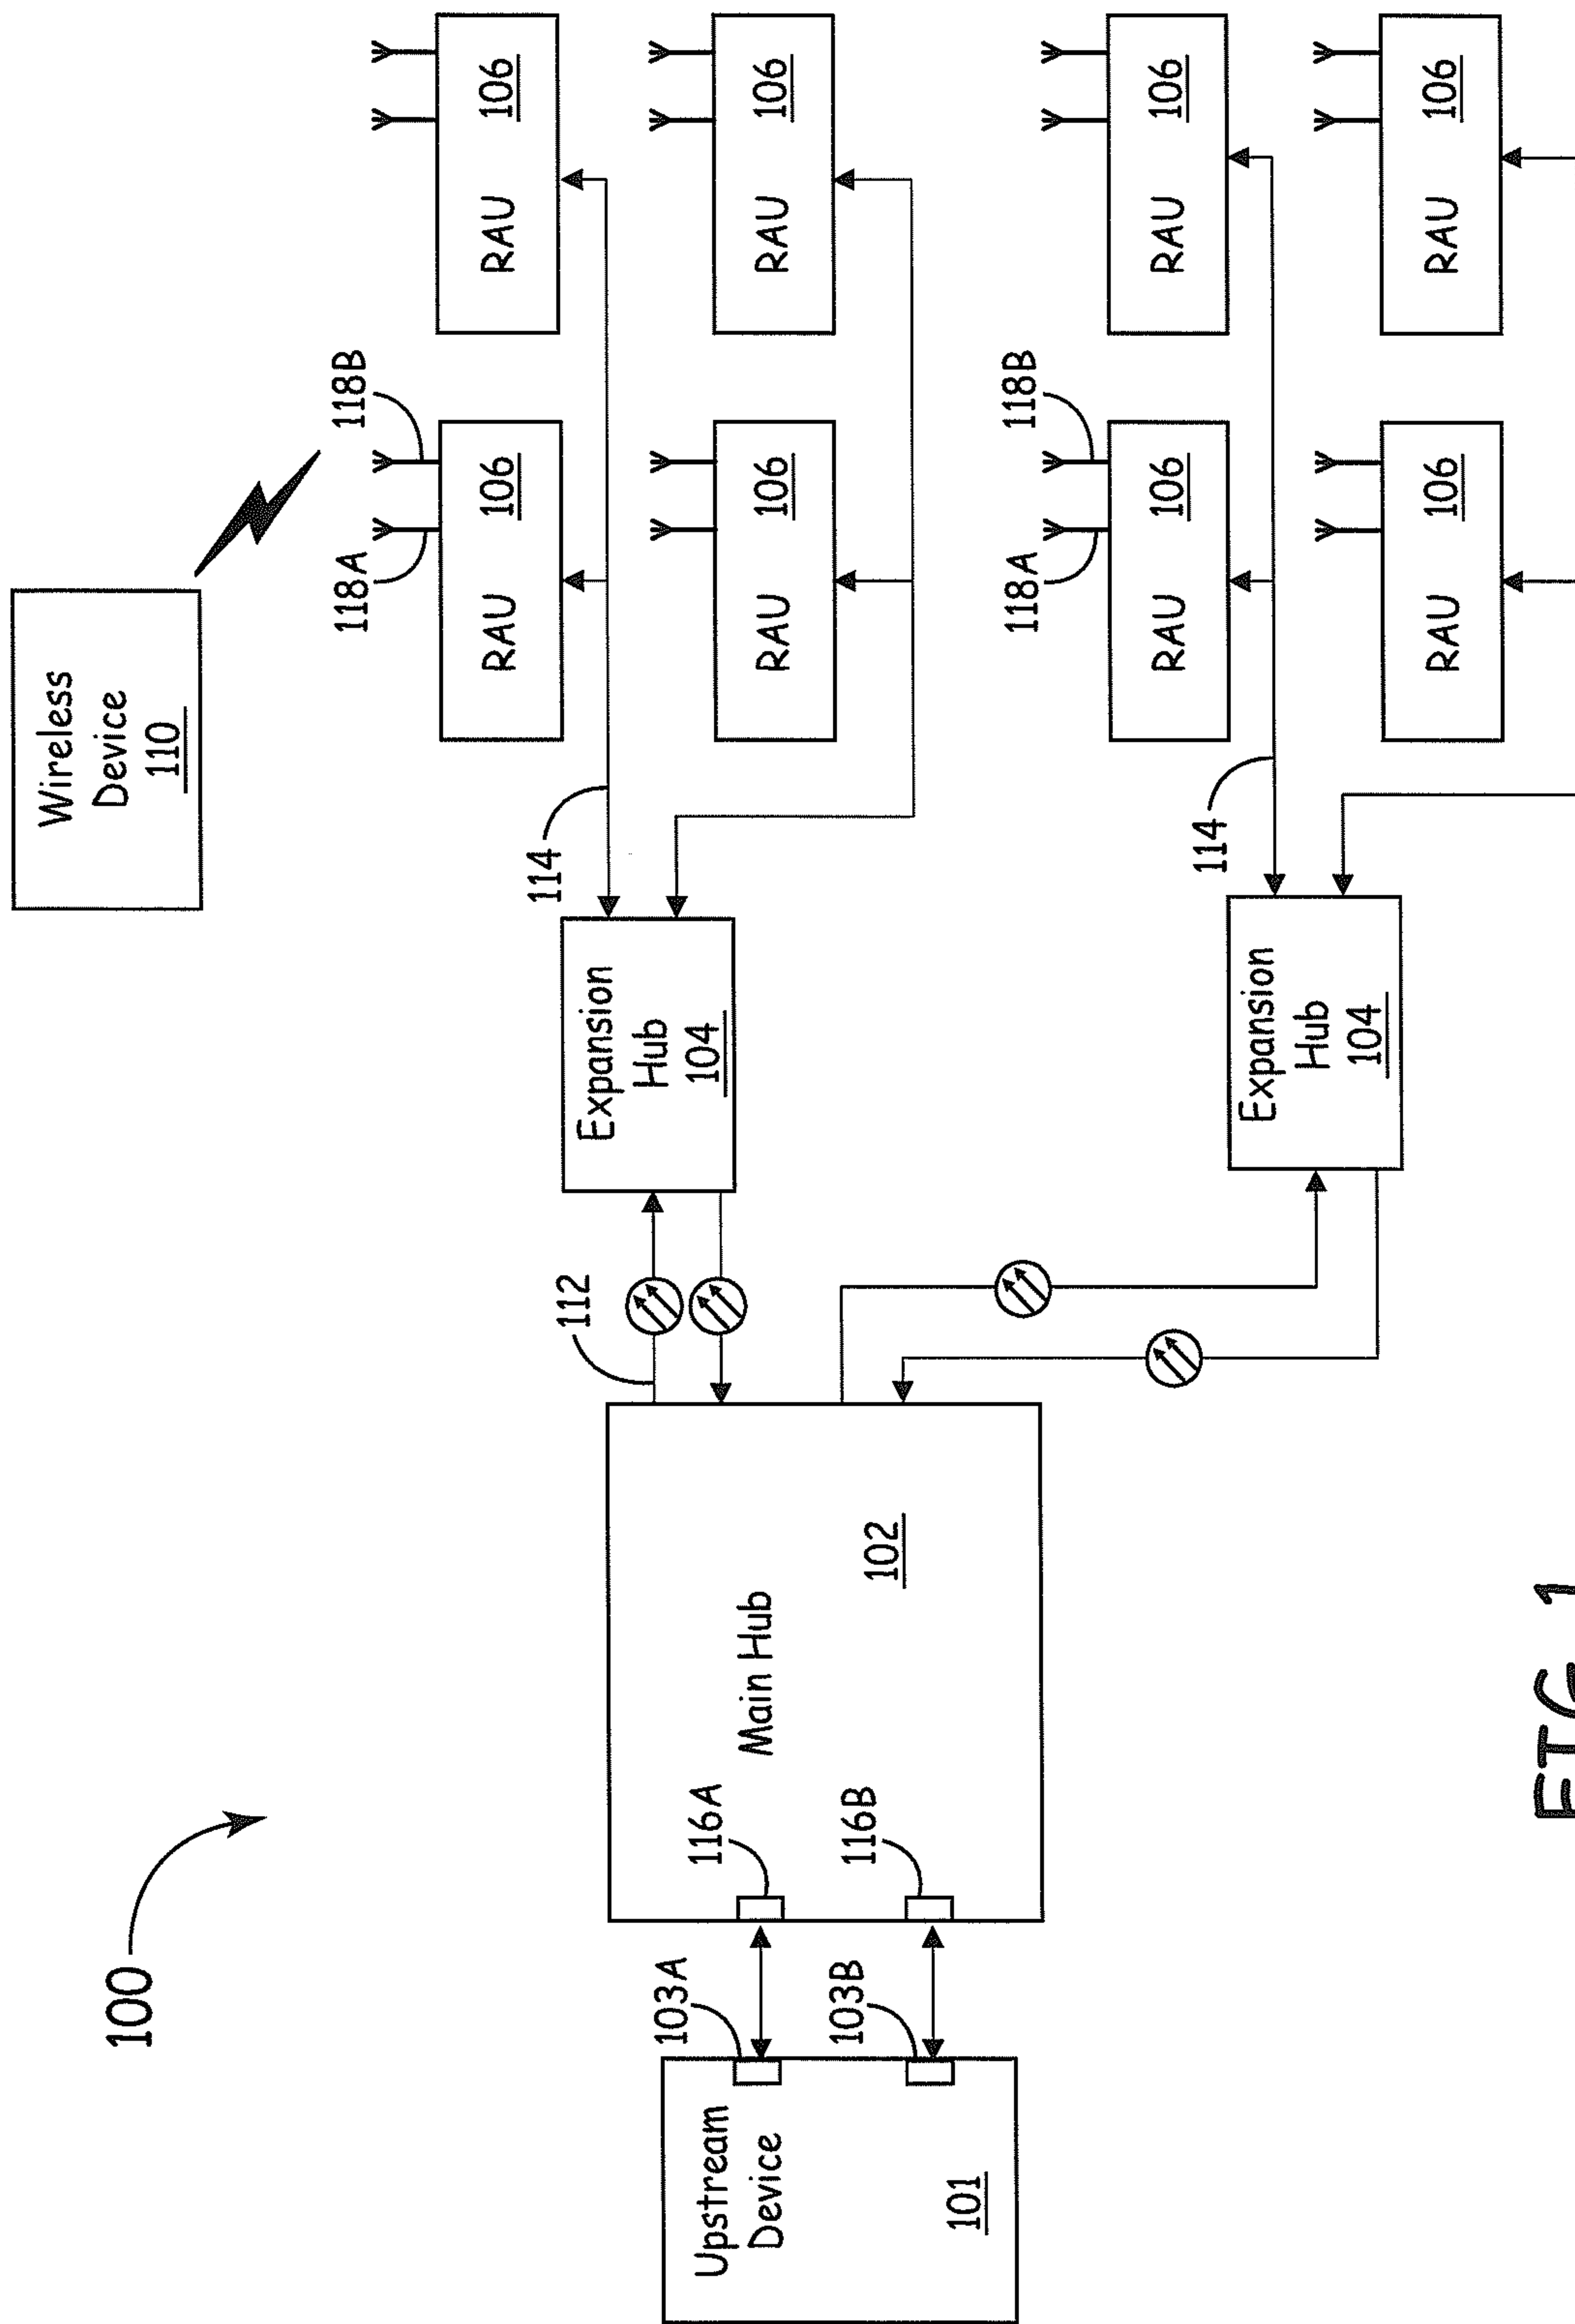 100
Wireless
Device
110
118A
118B
RAU 106
RAU 106
114
112
Expansion
Hub
104
RAU 106
RAU 106
Upstream
Device
101
103A
103B
116A
116B
Main Hub
102
118A
118B
RAU 106
RAU 106
114
Expansion
Hub
104
RAU 106
RAU 106
FIG 1